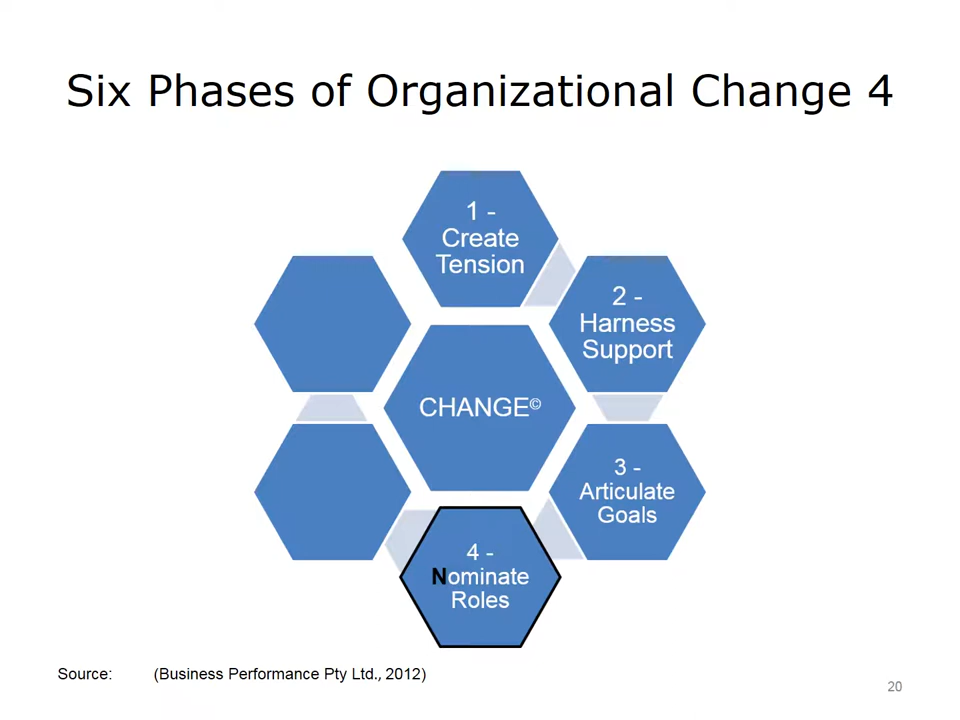 Six Phases of Organizational Change 4
1 -
Create
Tension
2 -
Harness
Support
CHANGE©
3 -
Articulate
Goals
4 -
Nominate
Roles
Source: (Business Performance Pty Ltd., 2012)
20